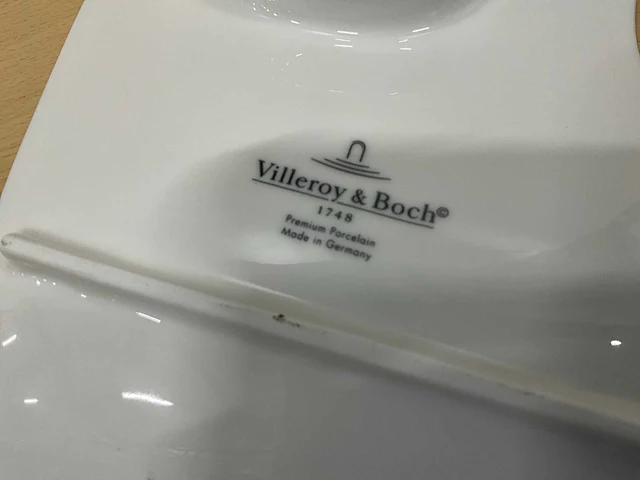 Villeroy & Boch©
1748
Premium Porcelain
Made in Germany